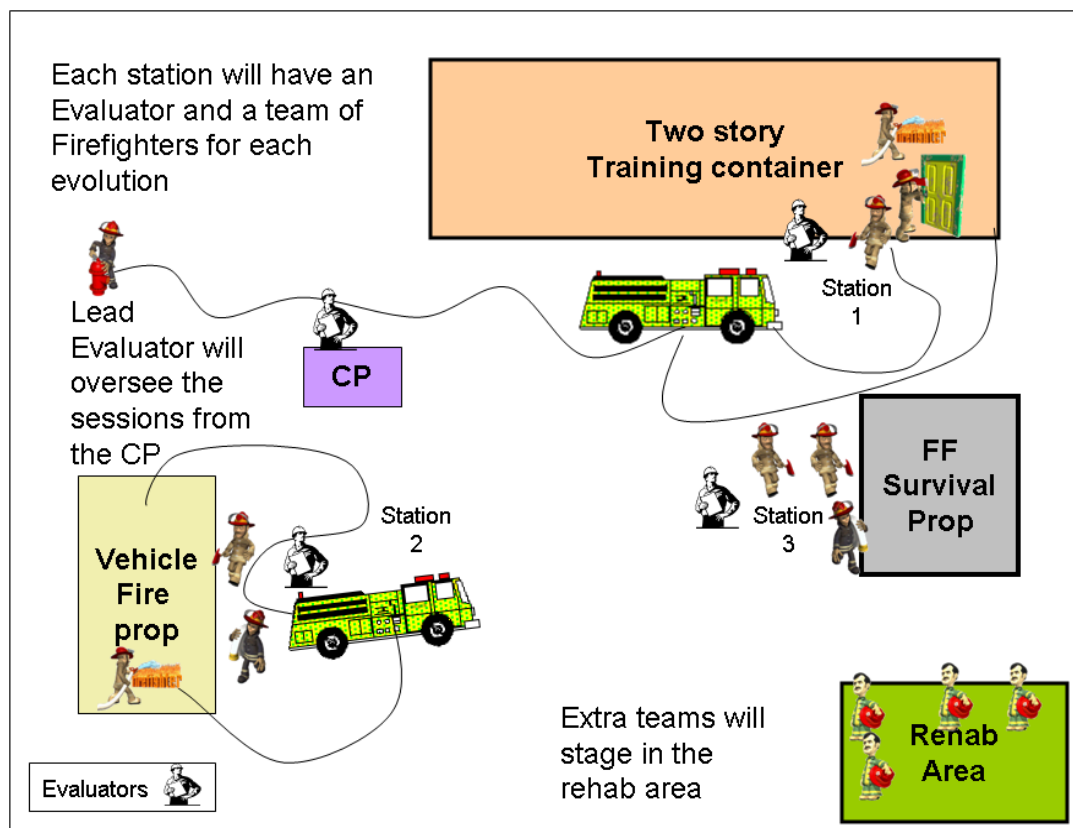 Each station will have an
Evaluator and a team of
Firefighters for each
evolution
Two story
Training container
Station
1
Lead
Evaluator will
oversee the
sessions from
the CP
CP
FF
Survival
Prop
Station
3
Station
2
Vehicle
Fire
prop
Extra teams will
stage in the
rehab area
Rehab
Area
Evaluators